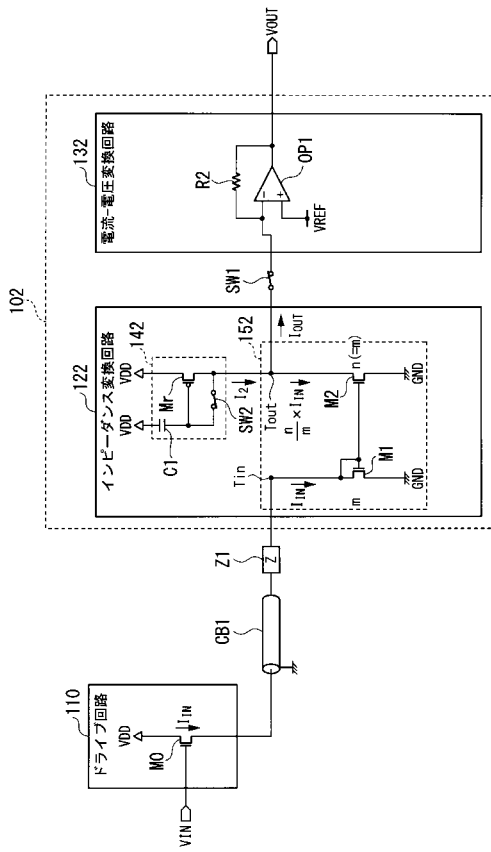 102
122
インピーダンス変換回路
VDD
VDD
142
C1
Mr
SW2
I2
152
Tout
IOUT
Tin
IIN
n/m×IIN
m
n(=m)
M1
M2
GND
GND
132
電流-電圧変換回路
R2
OP1
-
+
VREF
SW1
VOUT
110
ドライブ回路
VDD
M0
IIN
VIN
CB1
Z1
Z